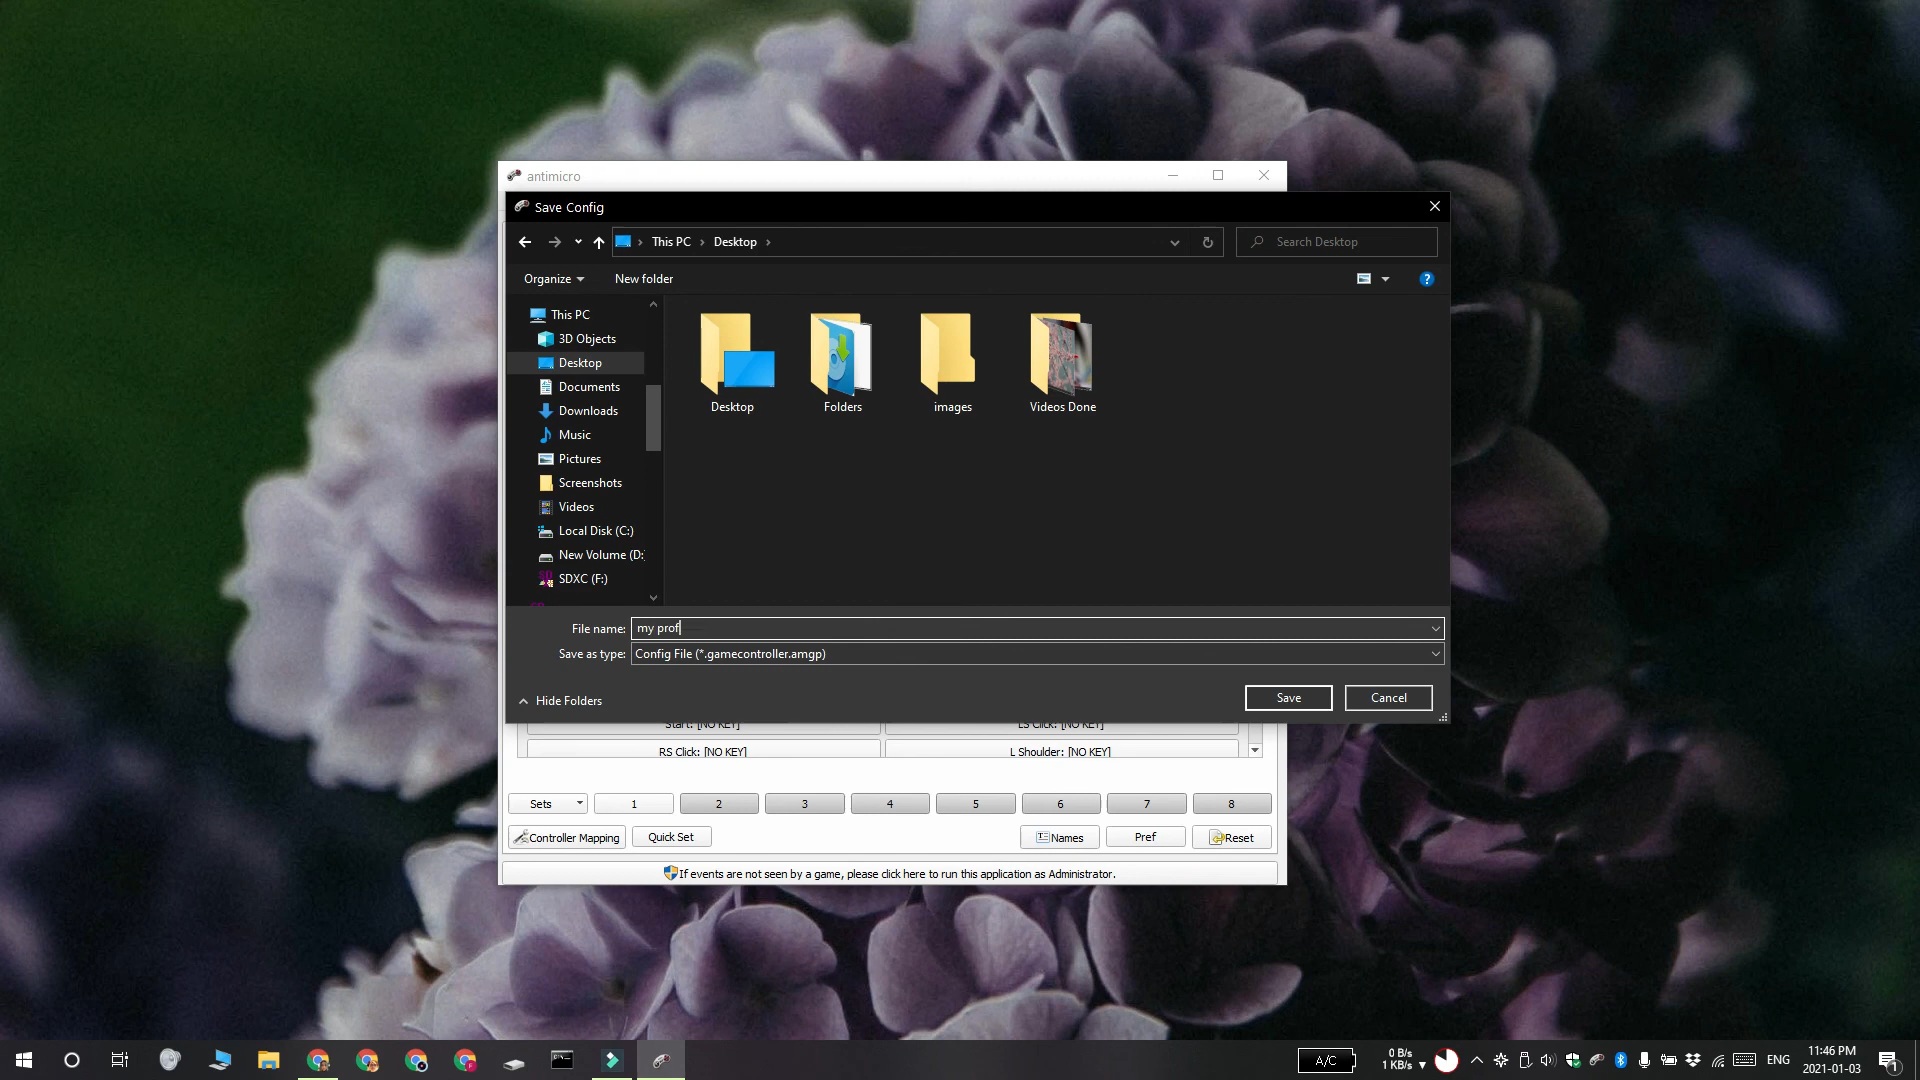 antimicro
Save Config
This PC
Desktop
Search Desktop
Organize
New folder
This PC
3D Objects
Desktop
Documents
Downloads
Music
Pictures
Screenshots
Videos
Local Disk (C:)
New Volume (D:
SDXC (F:)
Desktop
Folders
images
Videos Done
File name:
my prof
Save as type:
Config File (*.gamecontroller.amgp)
Hide Folders
Save
Cancel
Start: [NO KEY]
LS Click: [NO KEY]
RS Click: [NO KEY]
L Shoulder: [NO KEY]
Sets
1
2
3
4
5
6
7
8
Controller Mapping
Quick Set
Names
Pref
Reset
If events are not seen by a game, please click here to run this application as Administrator.
A/C
0 B/s
1 KB/s
ENG
11:46 PM
2021-01-03
1